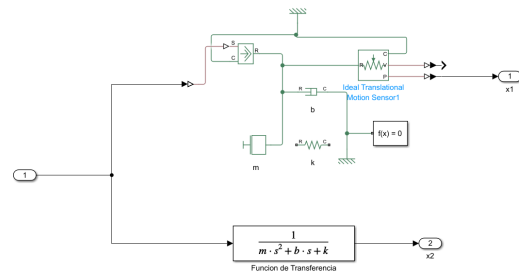 S
C
R
C
R
V
P
Ideal Translational
Motion Sensor1
1
x1
R
C
b
f(x) = 0
m
R
C
k
1
1
m · s² + b · s + k
Funcion de Transferencia
2
x2